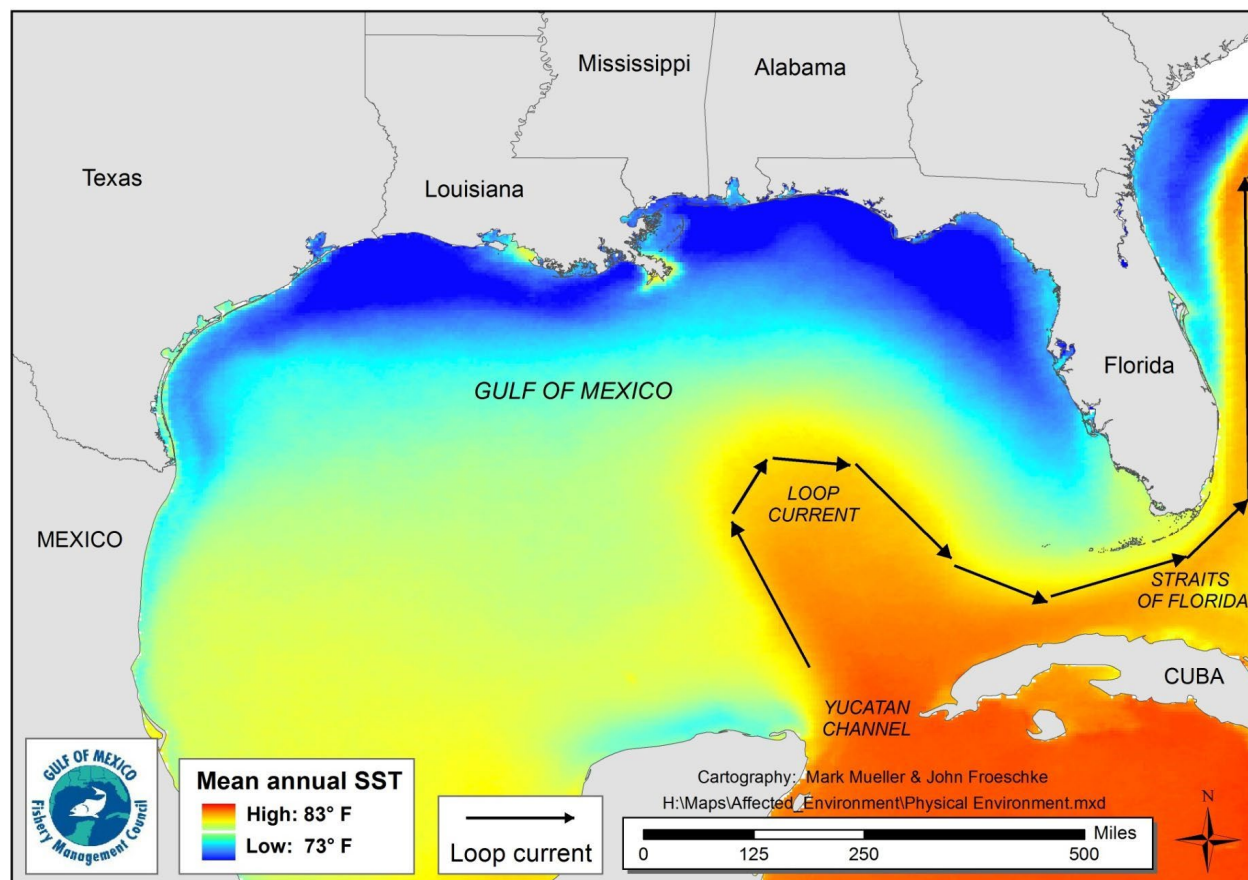 Mississippi
Alabama
Texas
Louisiana
GULF OF MEXICO
Florida
LOOP
CURRENT
MEXICO
STRAITS
OF FLORIDA
CUBA
YUCATAN
CHANNEL
GULF OF MEXICO
Fishery Management Council
Mean annual SST
High: 83° F
Low: 73° F
Loop current
Cartography: Mark Mueller & John Froeschke
H:\Maps\Affected_Environment\Physical Environment.mxd
Miles
0 125 250 500
N